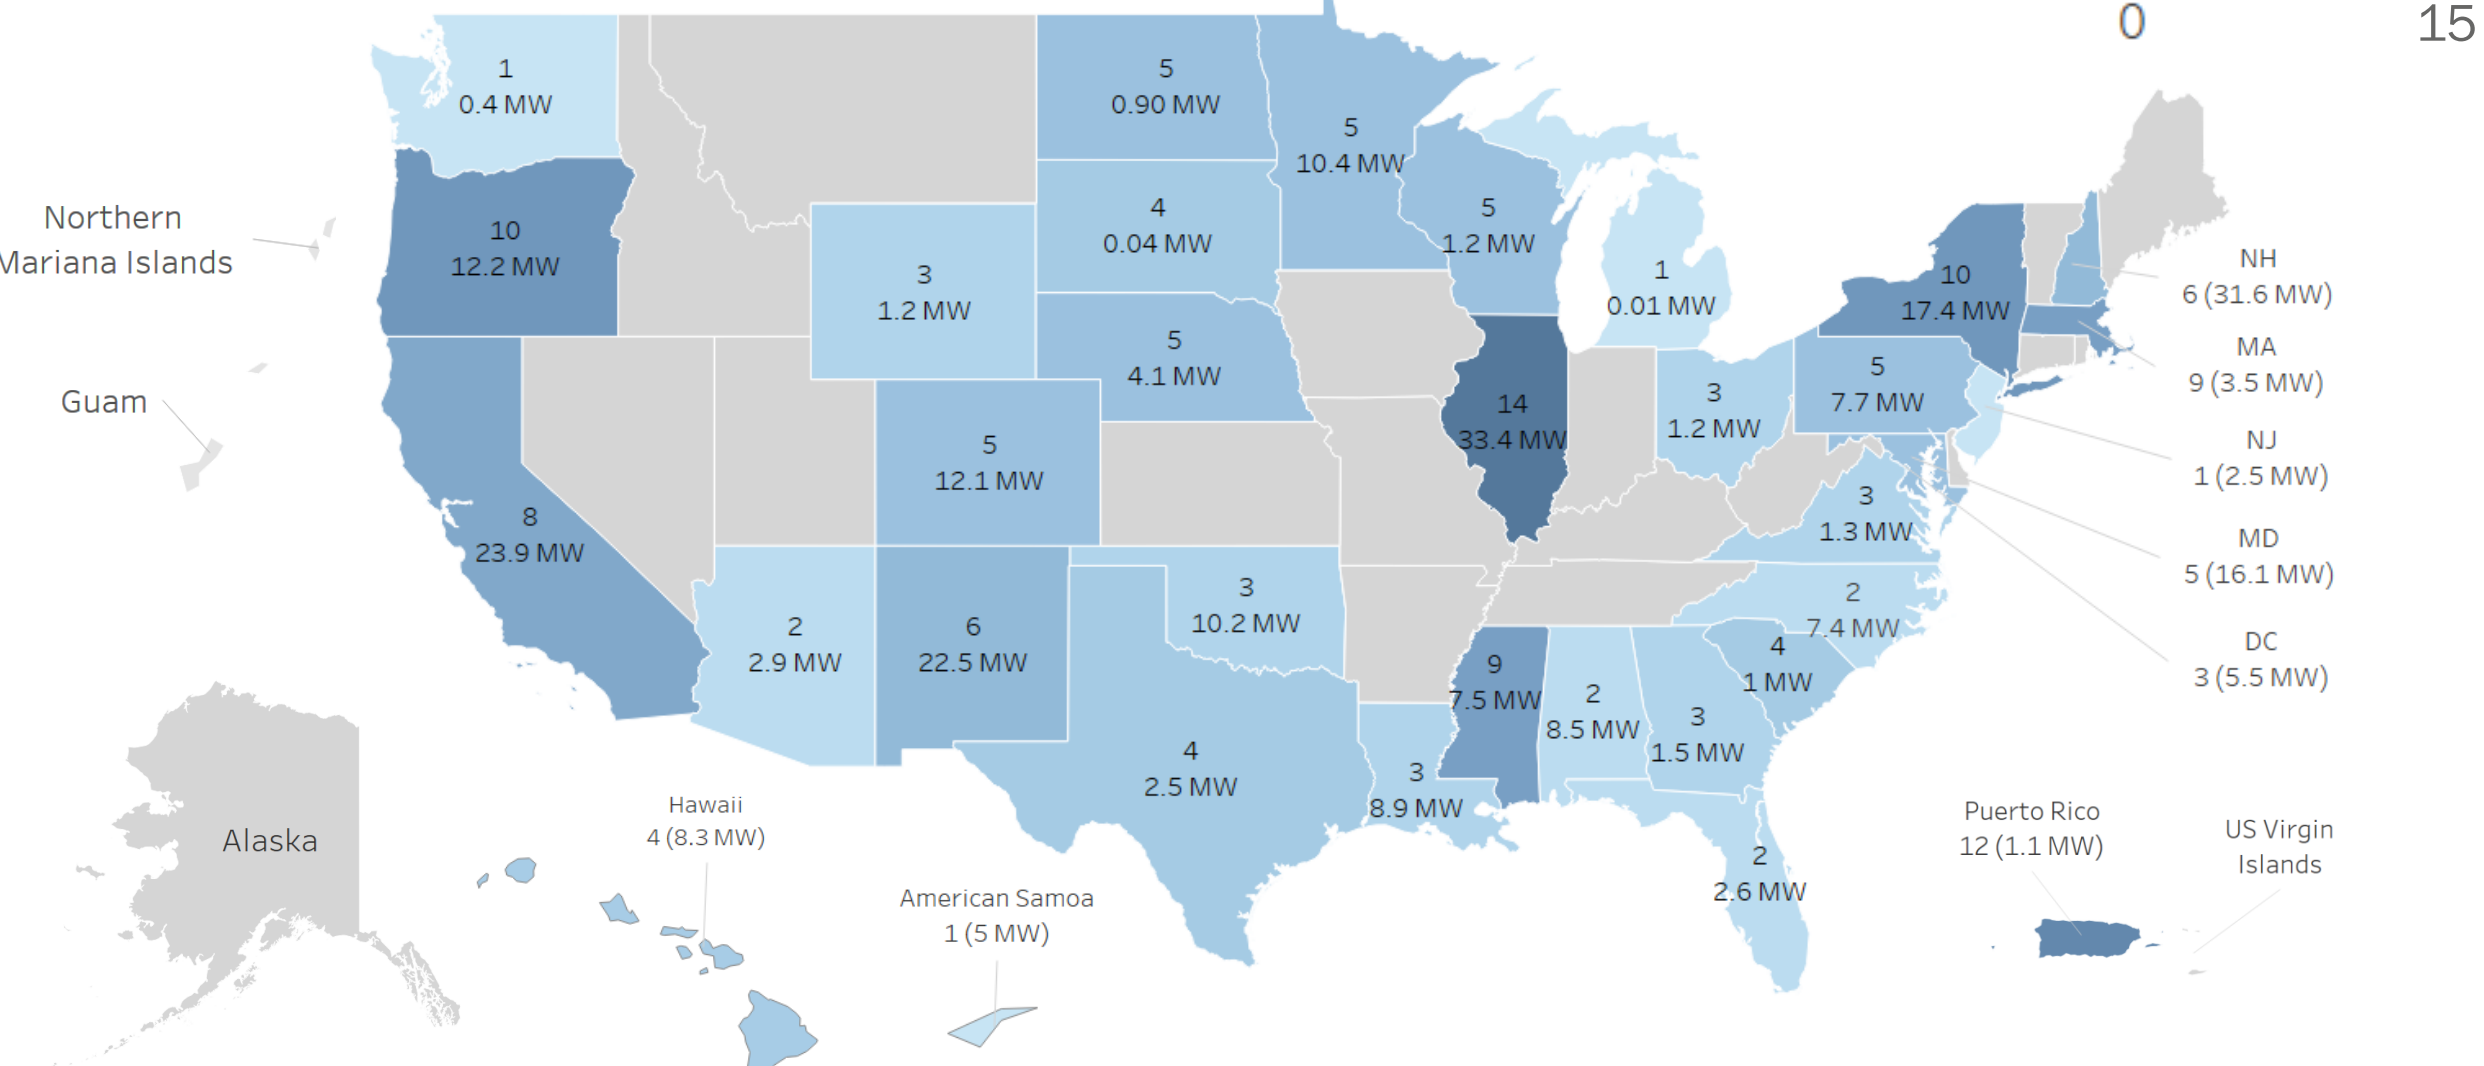 0 15
1
0.4 MW
5
0.90 MW
5
10.4 MW
10
12.2 MW
Northern
Mariana Islands
3
1.2 MW
4
0.04 MW
5
1.2 MW
1
0.01 MW
10
17.4 MW
NH
6 (31.6 MW)
MA
9 (3.5 MW)
5
4.1 MW
5
7.7 MW
Guam
14
33.4 MW
3
1.2 MW
NJ
1 (2.5 MW)
5
12.1 MW
8
23.9 MW
3
1.3 MW
MD
5 (16.1 MW)
2
2.9 MW
6
22.5 MW
3
10.2 MW
2
7.4 MW
DC
3 (5.5 MW)
9
7.5 MW
2
8.5 MW
4
1 MW
3
1.5 MW
4
2.5 MW
3
8.9 MW
2
2.6 MW
Alaska
Hawaii
4 (8.3 MW)
American Samoa
1 (5 MW)
Puerto Rico
12 (1.1 MW)
US Virgin
Islands